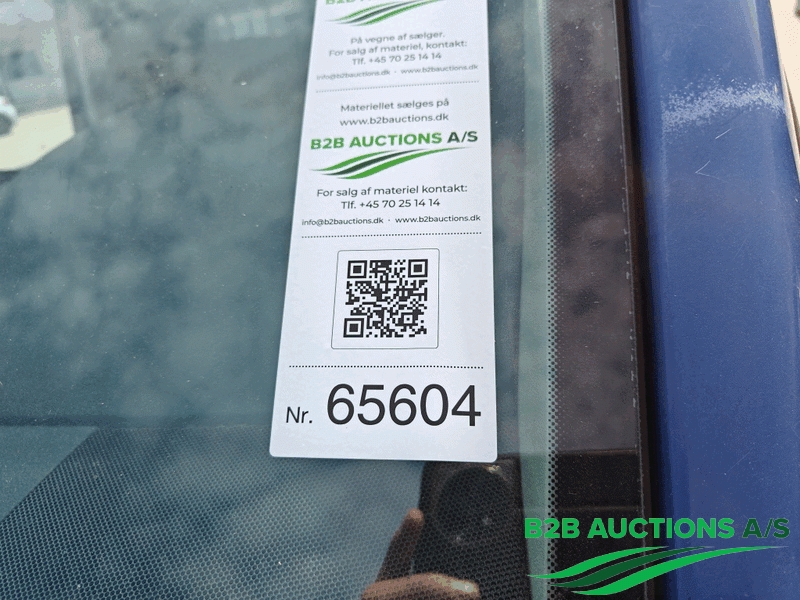 B2B AUCTIONS A/S
På vegne af sælger.
For salg af materiel, kontakt:
Tlf. +45 70 25 14 14
info@b2bauctions.dk · www.b2bauctions.dk
Materiellet sælges på
www.b2bauctions.dk
B2B AUCTIONS A/S
For salg af materiel kontakt:
Tlf. +45 70 25 14 14
info@b2bauctions.dk · www.b2bauctions.dk
Nr. 65604
B2B AUCTIONS A/S